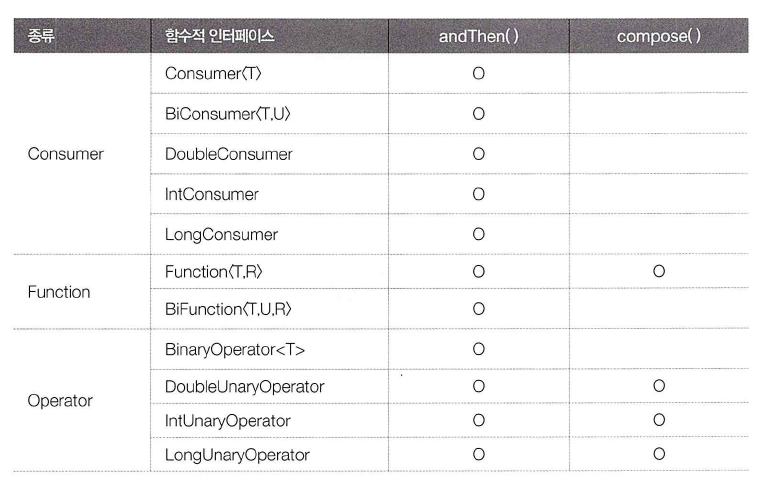 종류 함수적 인터페이스 andThen() compose()
Consumer Consumer〈T〉 O
BiConsumer〈T,U〉 O
DoubleConsumer O
IntConsumer O
LongConsumer O
Function Function〈T,R〉 O O
BiFunction〈T,U,R〉 O
Operator BinaryOperator<T> O
DoubleUnaryOperator O O
IntUnaryOperator O O
LongUnaryOperator O O